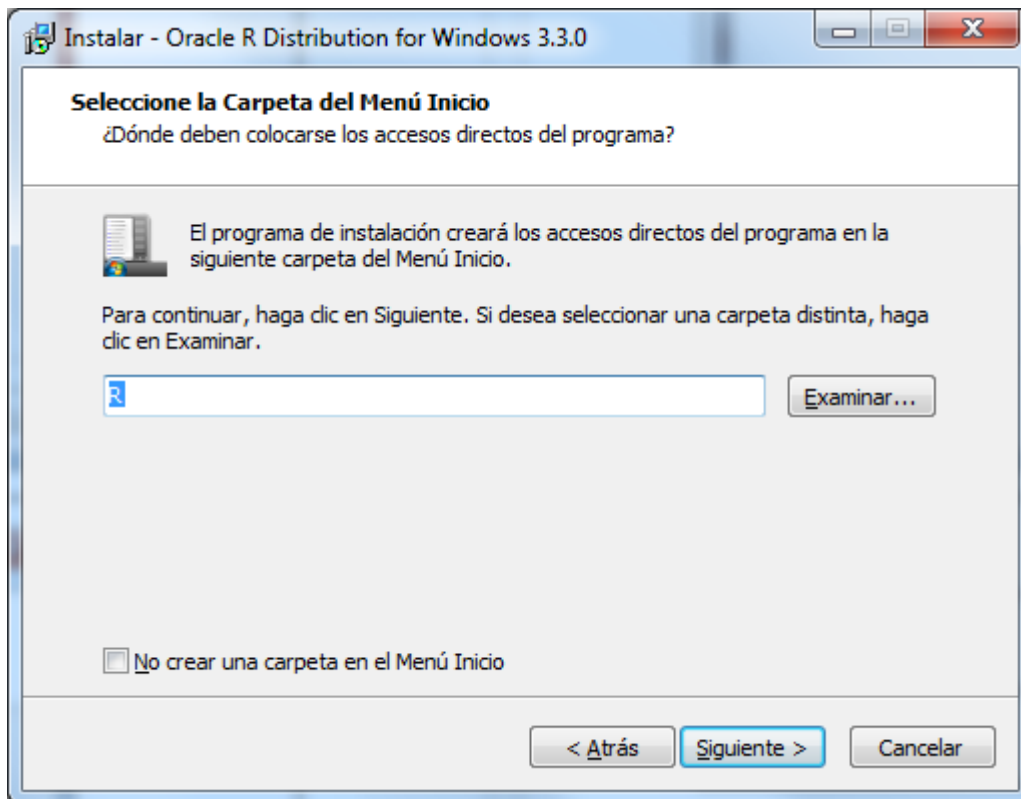 Instalar - Oracle R Distribution for Windows 3.3.0
Seleccione la Carpeta del Menú Inicio
¿Dónde deben colocarse los accesos directos del programa?
El programa de instalación creará los accesos directos del programa en la
siguiente carpeta del Menú Inicio.
Para continuar, haga clic en Siguiente. Si desea seleccionar una carpeta distinta, haga
clic en Examinar.
R
Examinar...
No crear una carpeta en el Menú Inicio
< Atrás
Siguiente >
Cancelar